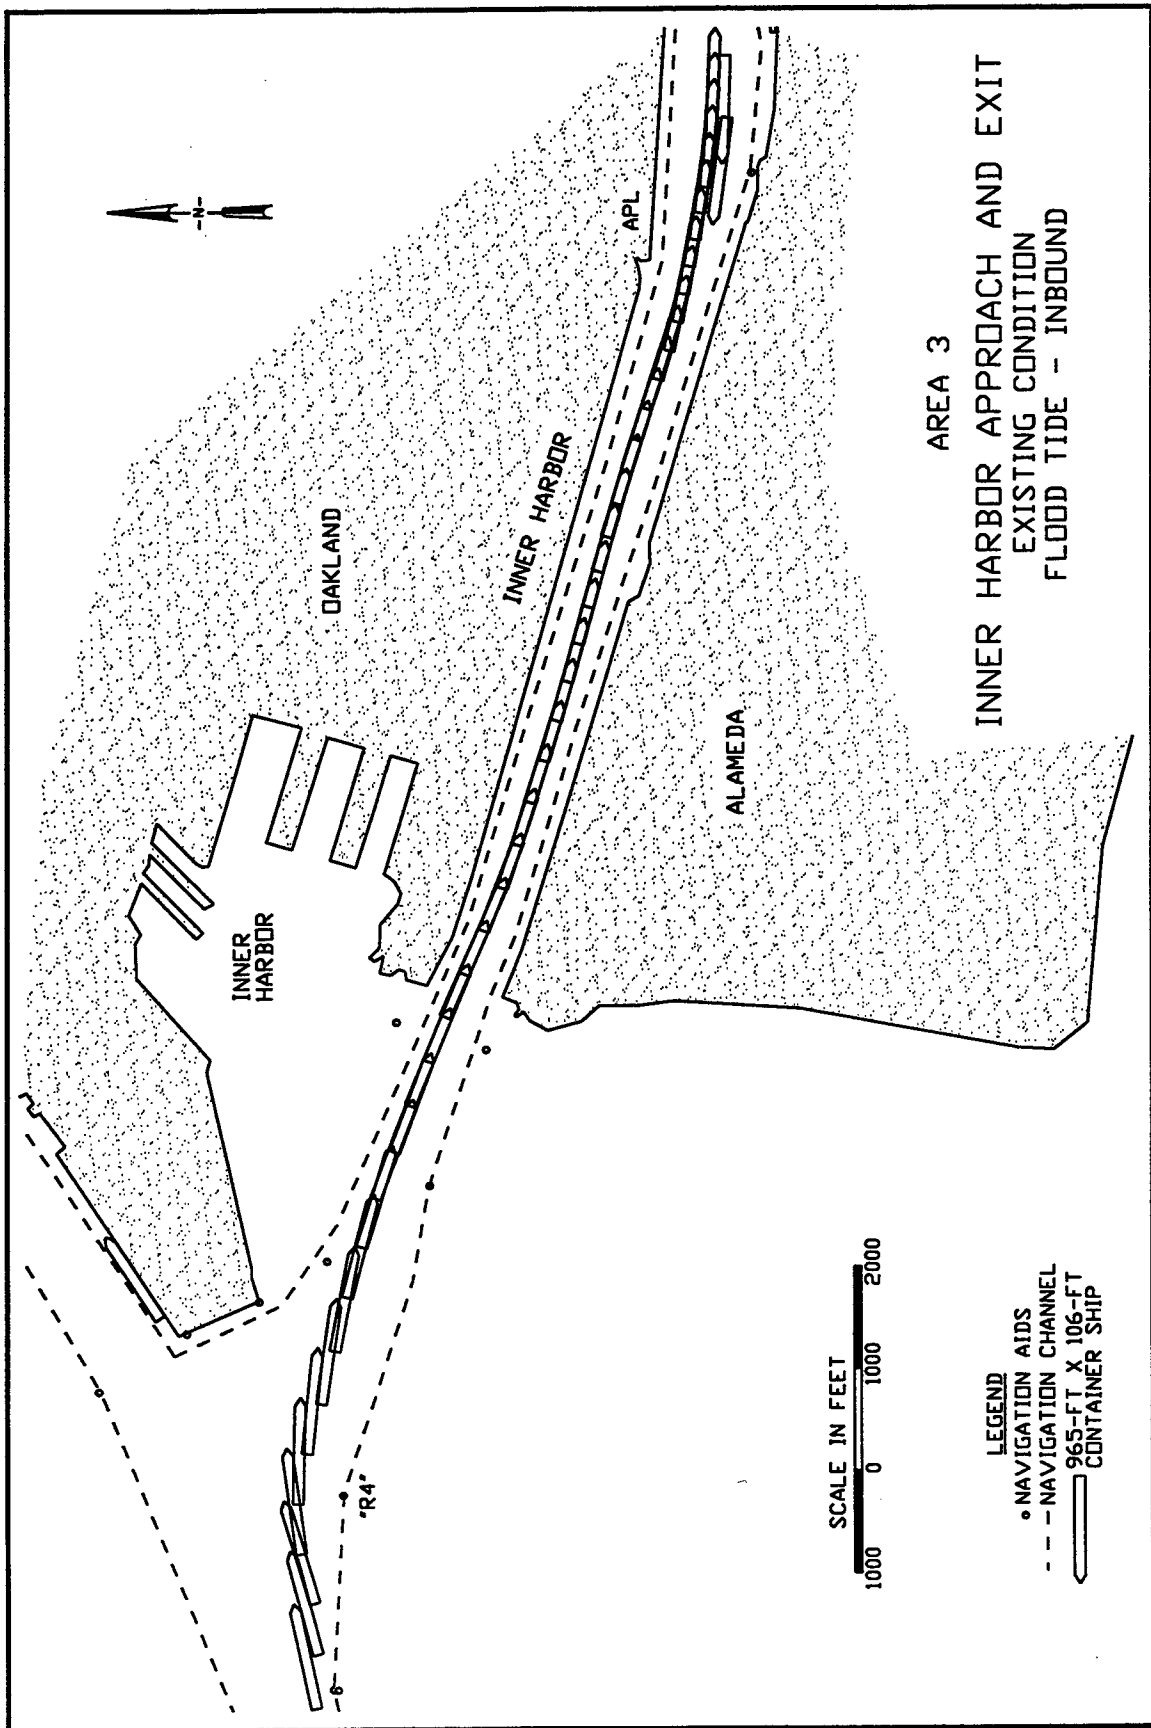 -N-
APL
OAKLAND
INNER HARBOR
INNER
HARBOR
ALAMEDA
"R4"
6
AREA 3
INNER HARBOR APPROACH AND EXIT
EXISTING CONDITION
FLOOD TIDE - INBOUND
SCALE IN FEET
1000 0 1000 2000
LEGEND
NAVIGATION AIDS
NAVIGATION CHANNEL
965-FT X 106-FT
CONTAINER SHIP